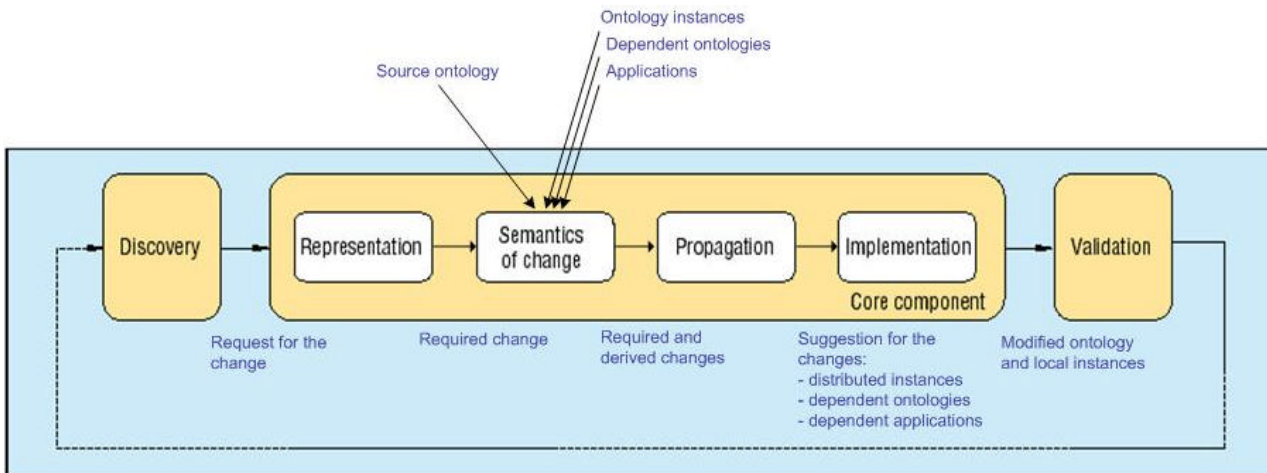 Ontology instances
Dependent ontologies
Source ontology
Applications
Discovery
Representation
Semantics
of change
Propagation
Implementation
Validation
Core component
Request for the
change
Required change
Required and
derived changes
Suggestion for the
changes:
- distributed instances
- dependent ontologies
- dependent applications
Modified ontology
and local instances